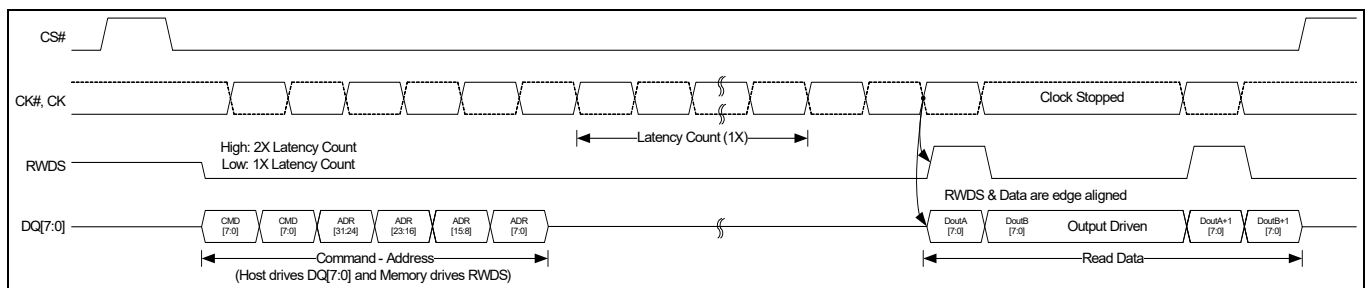 CS#
CK#, CK
Clock Stopped
Latency Count (1X)
High: 2X Latency Count
Low: 1X Latency Count
RWDS
RWDS & Data are edge aligned
DQ[7:0]
CMD [7:0]
CMD [7:0]
ADR [31:24]
ADR [23:16]
ADR [15:8]
ADR [7:0]
DoutA [7:0]
DoutB [7:0]
Output Driven
DoutA+1 [7:0]
DoutB+1 [7:0]
Command - Address
(Host drives DQ[7:0] and Memory drives RWDS)
Read Data